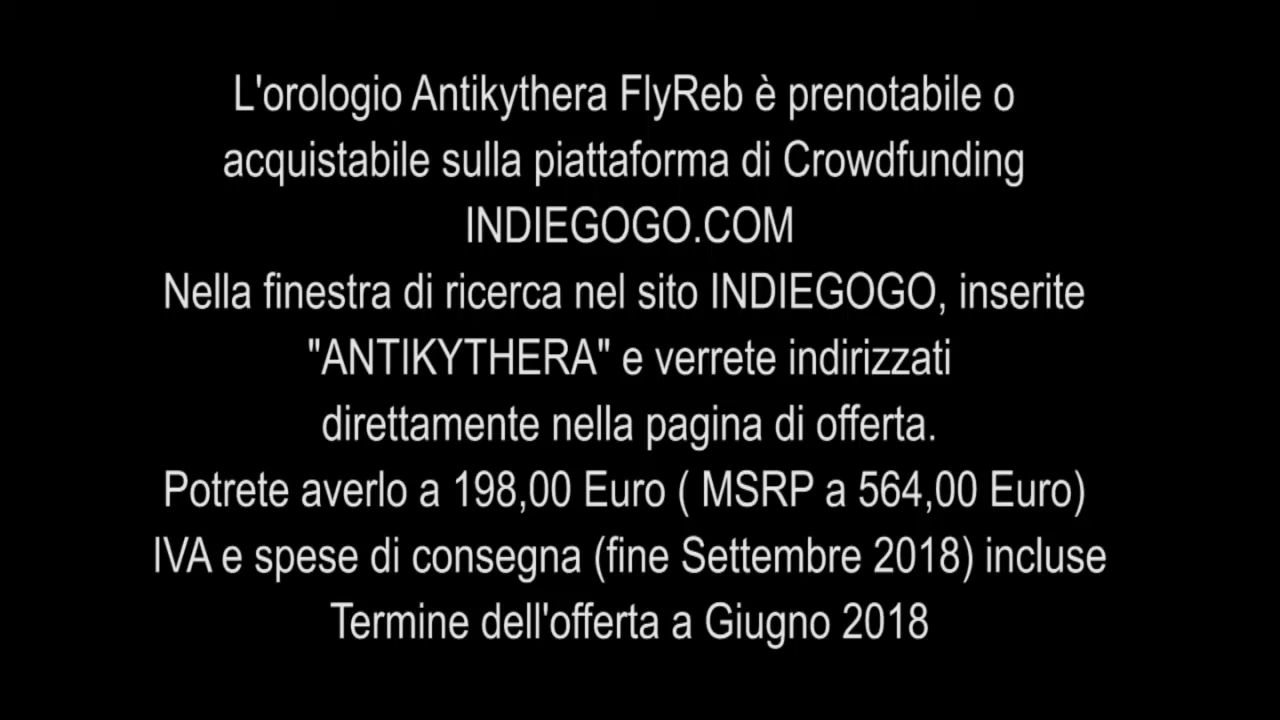 L'orologio Antikythera FlyReb è prenotabile o
acquistabile sulla piattaforma di Crowdfunding
INDIEGOGO.COM
Nella finestra di ricerca nel sito INDIEGOGO, inserite
"ANTIKYTHERA" e verrete indirizzati
direttamente nella pagina di offerta.
Potrete averlo a 198,00 Euro ( MSRP a 564,00 Euro)
IVA e spese di consegna (fine Settembre 2018) incluse
Termine dell'offerta a Giugno 2018